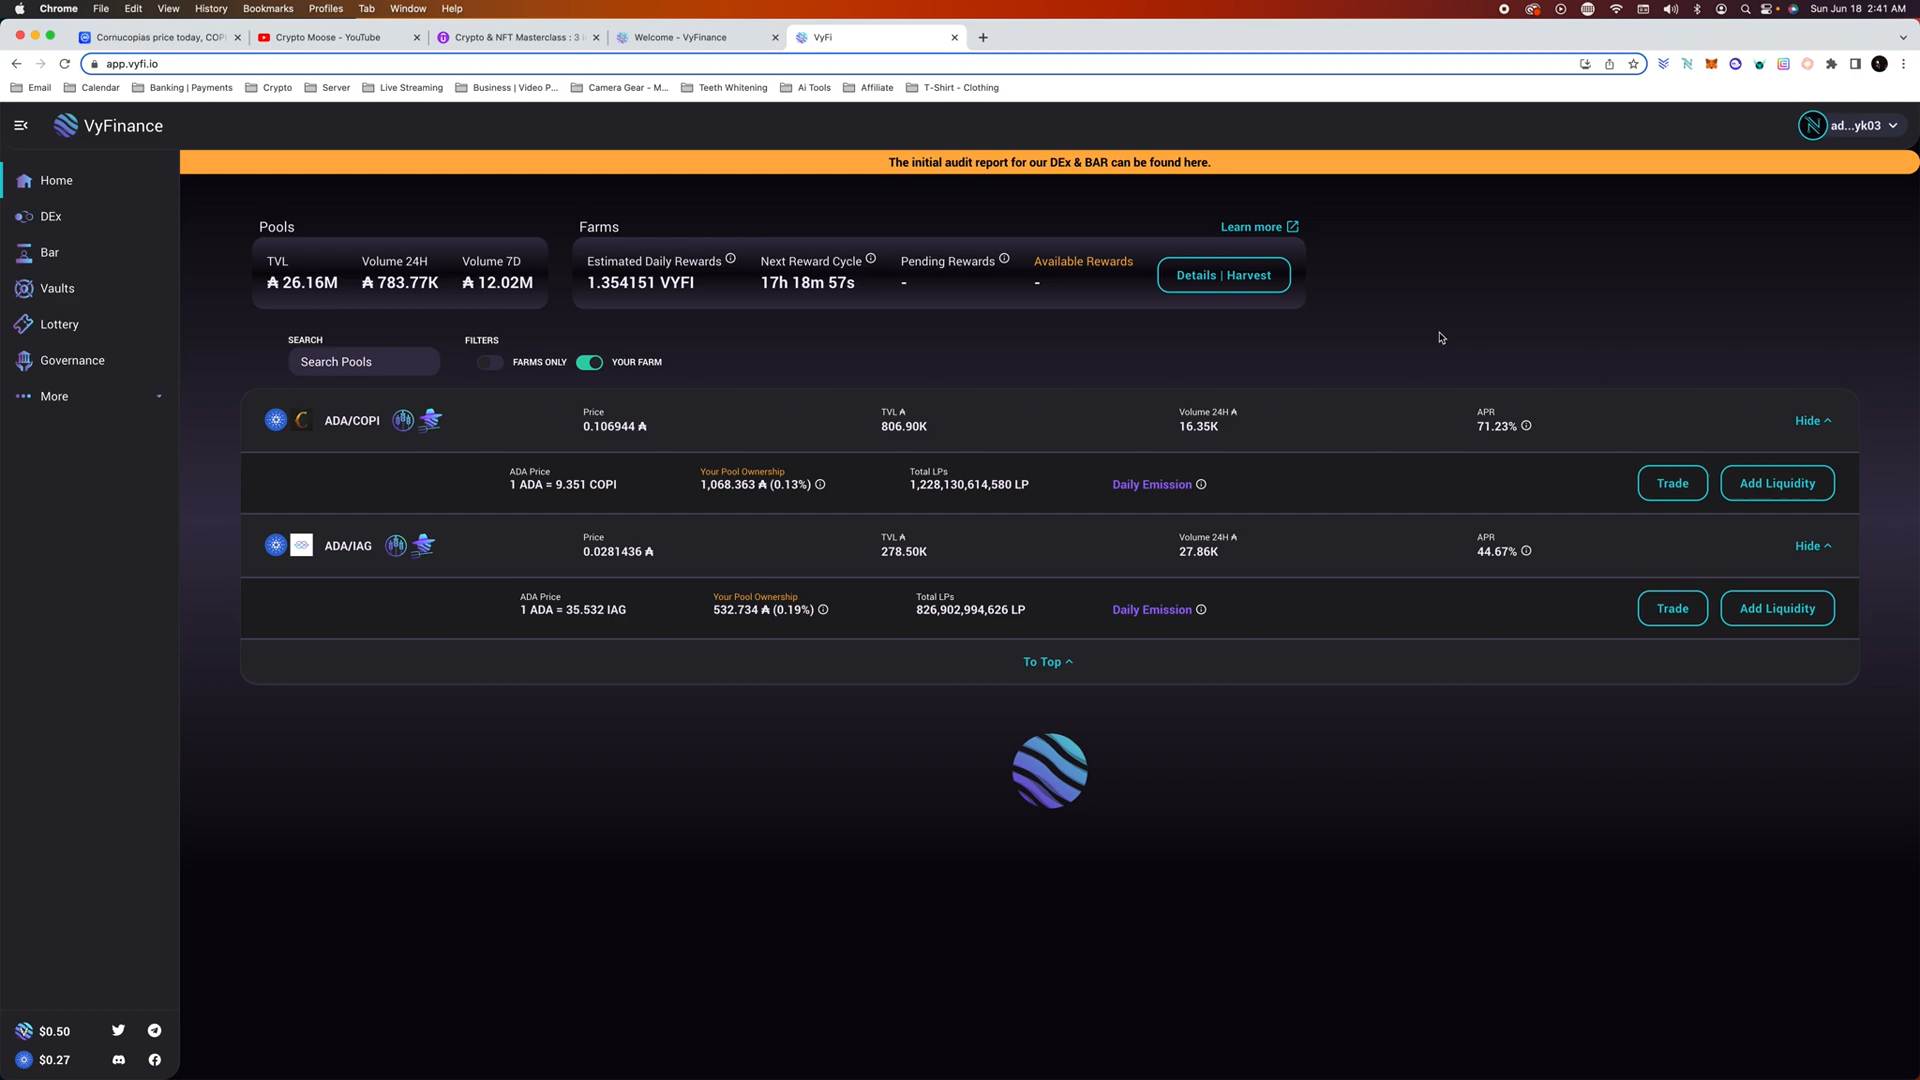 Chrome File Edit View History Bookmarks Profiles Tab Window Help Sun Jun 18 2:41 AM
Cornucopias price today, COPI Crypto Moose - YouTube Crypto & NFT Masterclass : 3 Welcome - VyFinance VyFi
app.vyfi.io
Email Calendar Banking | Payments Crypto Server Live Streaming Business | Video P... Camera Gear - M... Teeth Whitening Ai Tools Affiliate T-Shirt - Clothing
VyFinance ad...yk03
The initial audit report for our DEx & BAR can be found here.
Home
DEx
Bar
Vaults
Lottery
Governance
More
Pools Farms Learn more
TVL Volume 24H Volume 7D Estimated Daily Rewards Next Reward Cycle Pending Rewards Available Rewards
₳ 26.16M ₳ 783.77K ₳ 12.02M 1.354151 VYFI 17h 18m 57s - - Details | Harvest
SEARCH FILTERS
Search Pools FARMS ONLY YOUR FARM
Price TVL ₳ Volume 24H ₳ APR
ADA/COPI 0.106944 ₳ 806.90K 16.35K 71.23% Hide
ADA Price Your Pool Ownership Total LPs
1 ADA = 9.351 COPI 1,068.363 ₳ (0.13%) 1,228,130,614,580 LP Daily Emission Trade Add Liquidity
Price TVL ₳ Volume 24H ₳ APR
ADA/IAG 0.0281436 ₳ 278.50K 27.86K 44.67% Hide
ADA Price Your Pool Ownership Total LPs
1 ADA = 35.532 IAG 532.734 ₳ (0.19%) 826,902,994,626 LP Daily Emission Trade Add Liquidity
To Top
$0.50
$0.27